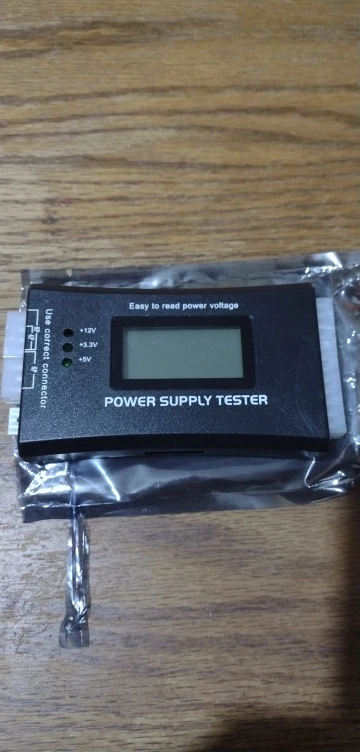 Easy to read power voltage
+12V
+3.3V
+5V
POWER SUPPLY TESTER
Use correct connector